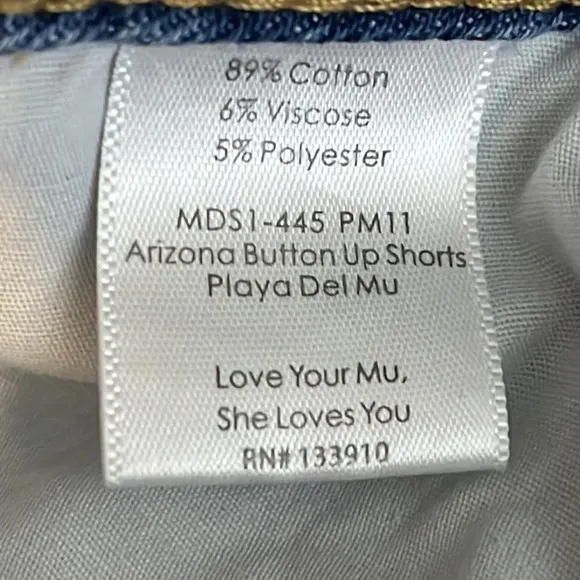 89% Cotton
6% Viscose
5% Polyester
MDS1-445 PM11
Arizona Button Up Shorts
Playa Del Mu
Love Your Mu,
She Loves You
RN# 133910